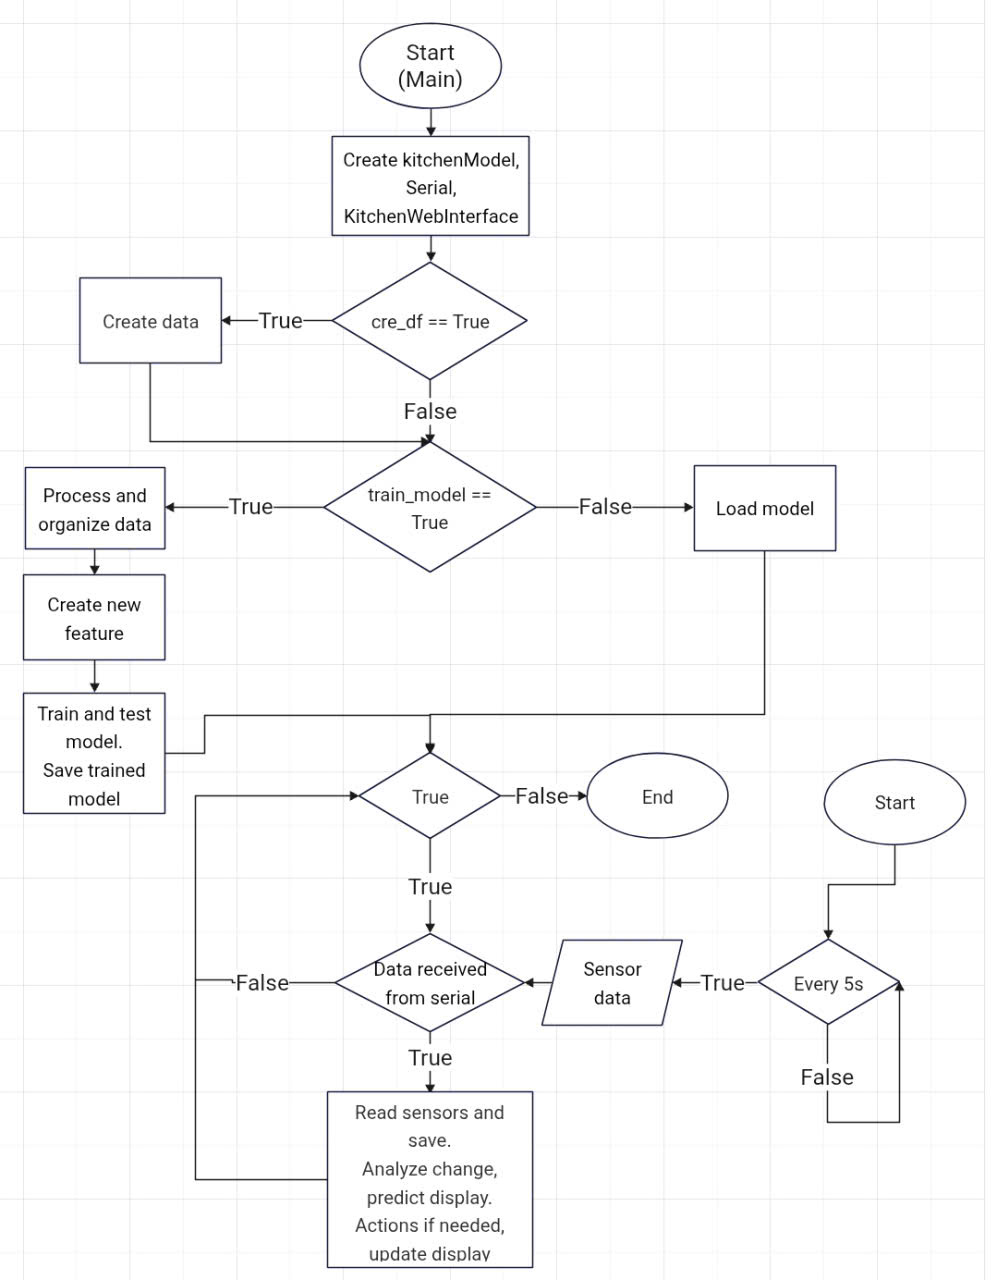 Start
(Main)
Create kitchenModel,
Serial,
KitchenWebInterface
cre_df == True
True
Create data
False
train_model ==
True
True
Process and
organize data
False
Load model
Create new
feature
Train and test
model.
Save trained
model
True
False
End
Start
True
Data received
from serial
False
Sensor
data
True
Every 5s
False
True
Read sensors and
save.
Analyze change,
predict display.
Actions if needed,
update display